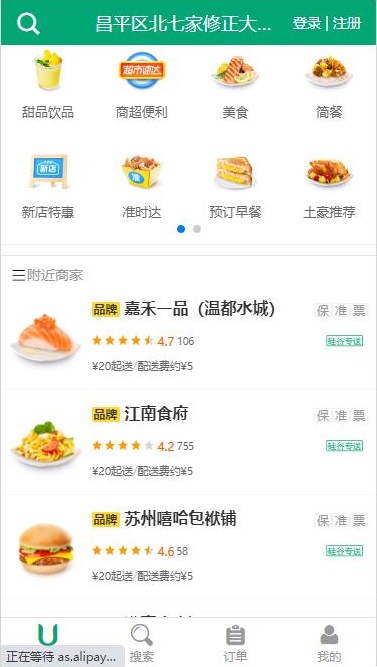 昌平区北七家修正大...
登录 | 注册
超市速达
甜品饮品 商超便利 美食 简餐
新店
准
新店特惠 准时达 预订早餐 土豪推荐
附近商家
品牌 嘉禾一品（温都水城） 保 准 票
4.7 106 硅谷专送
¥20起送/配送费约¥5
品牌 江南食府 保 准 票
4.2 755 硅谷专送
¥20起送/配送费约¥5
品牌 苏州嘻哈包袱铺 保 准 票
4.6 58 硅谷专送
¥20起送/配送费约¥5
正在等待 as.alipay...
搜索 订单 我的